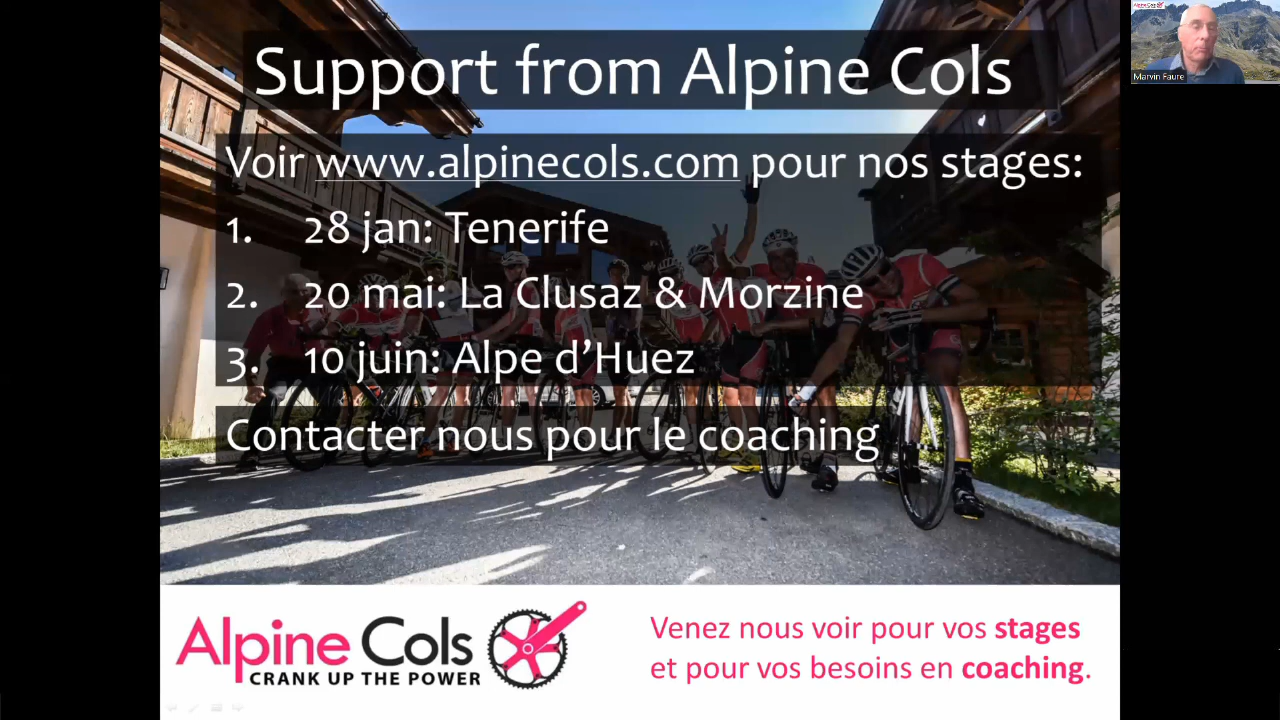 Support from Alpine Cols
Voir www.alpinecols.com pour nos stages:
1. 28 jan: Tenerife
2. 20 mai: La Clusaz & Morzine
3. 10 juin: Alpe d’Huez
Contacter nous pour le coaching
Alpine Cols
CRANK UP THE POWER
Venez nous voir pour vos stages
et pour vos besoins en coaching.
Alpine Cols
Marvin Faure